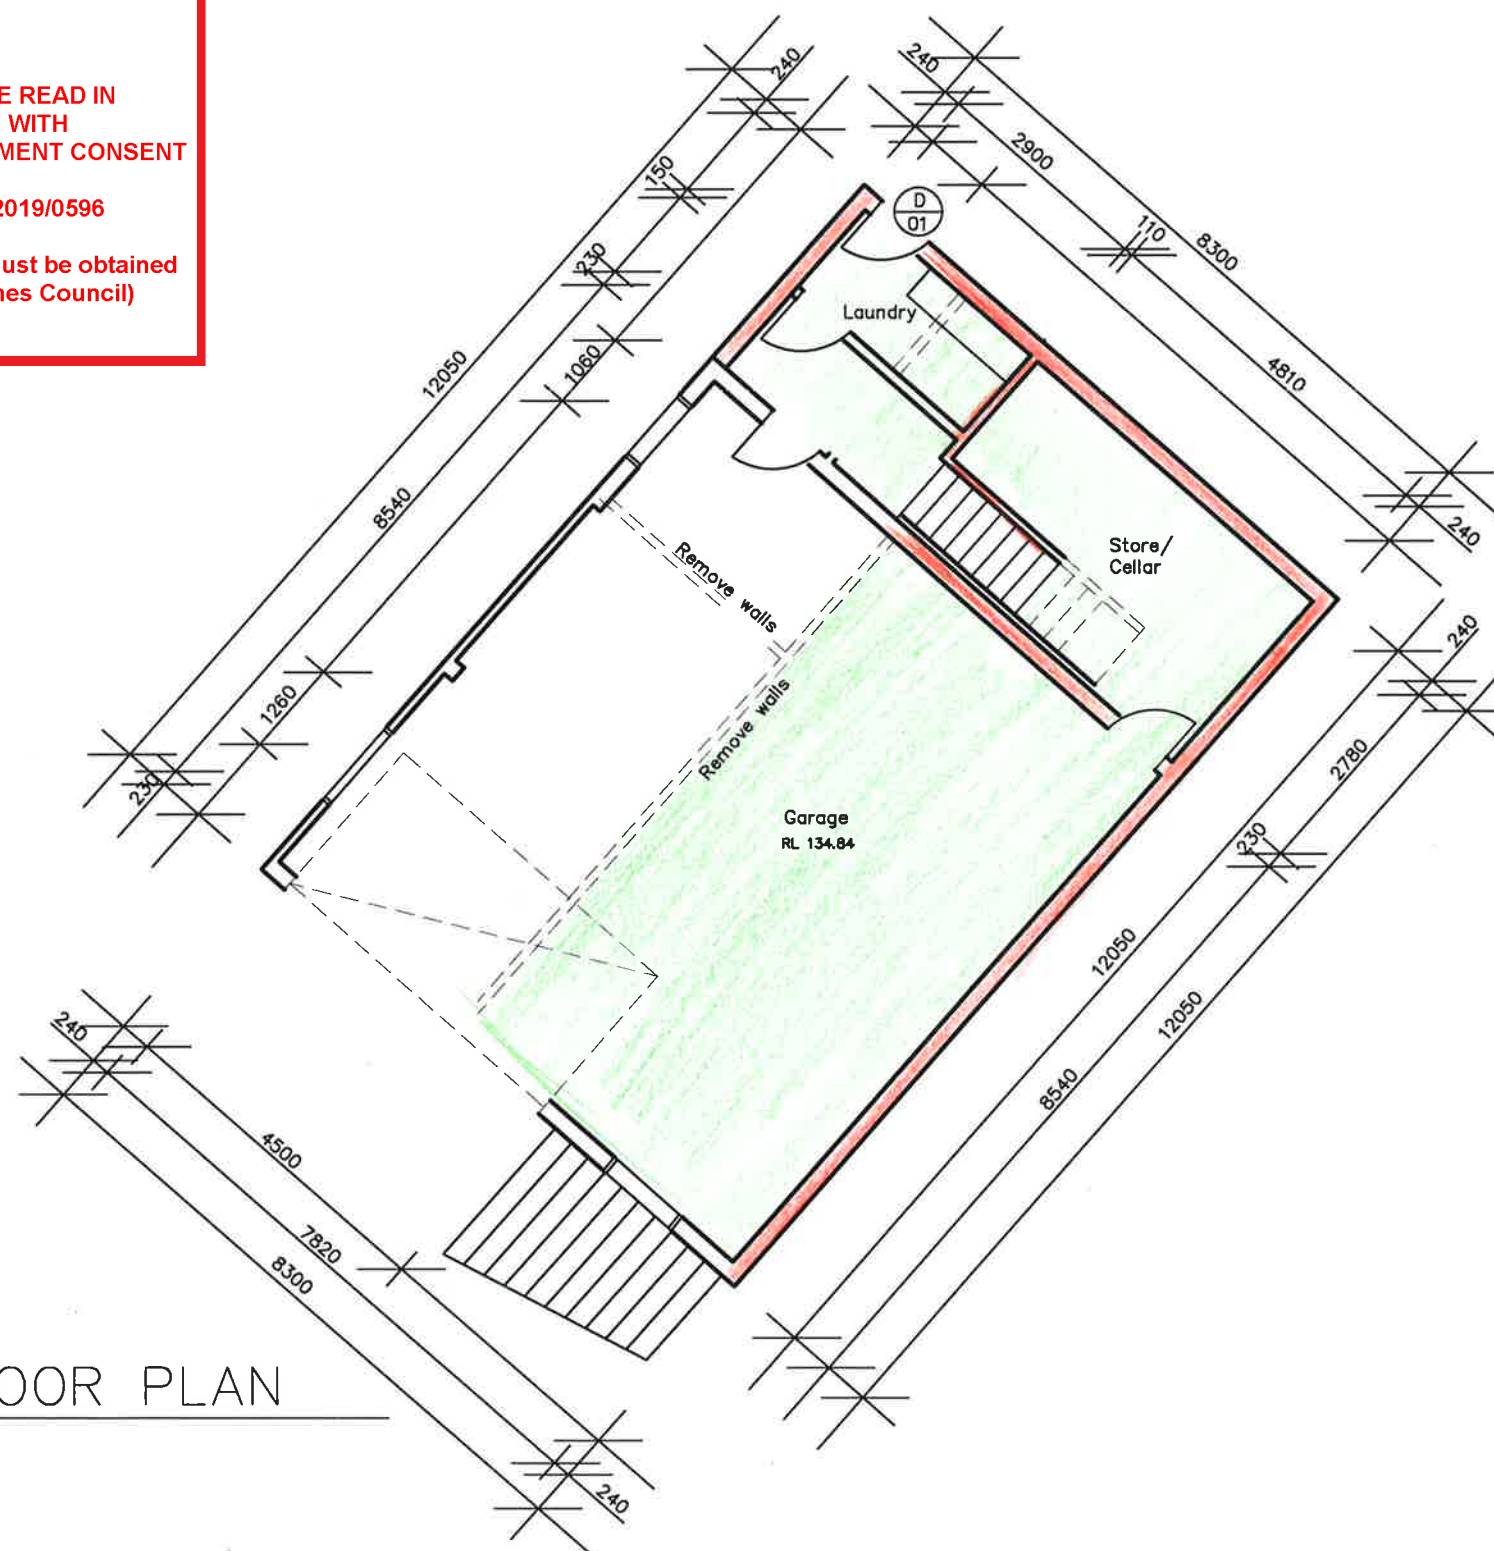 E READ IN
WITH
MENT CONSENT
2019/0596
ust be obtained
nes Council)
240
150
230
1060
12050
8540
1260
230
240
2900
110
8300
4810
240
D
01
Laundry
Store/
Cellar
Remove walls
Remove walls
Garage
RL 134.84
240
2780
230
12050
12050
8540
240
4500
7820
8300
240
OOR PLAN